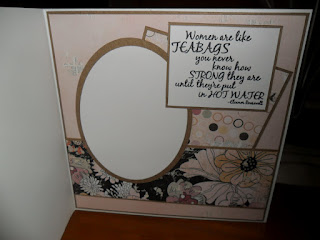 Women are like
TEABAGS
you never
know how
STRONG they are
until they're put
in HOT WATER
-Eleanor Roosevelt